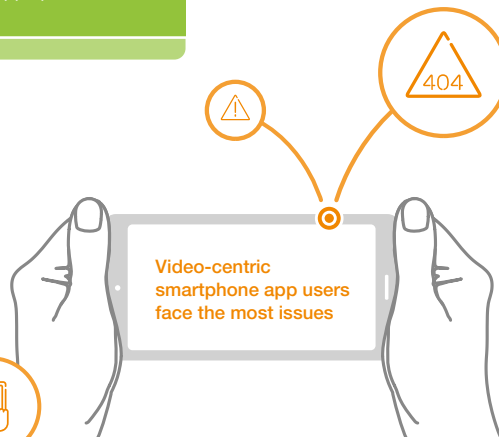 404
Video-centric
smartphone app users
face the most issues